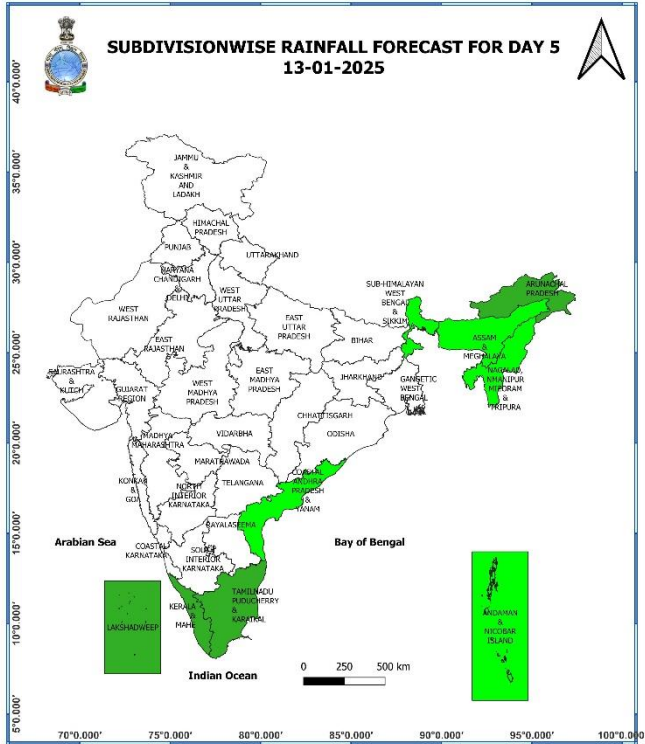 SUBDIVISIONWISE RAINFALL FORECAST FOR DAY 5
13-01-2025
JAMMU
&
KASHMIR
AND
LADAKH
HIMACHAL
PRADESH
PUNJAB
UTTARAKHAND
HARYANA
CHANDIGARH
&
DELHI
WEST
UTTAR
PRADESH
WEST
RAJASTHAN
EAST
RAJASTHAN
EAST
UTTAR
PRADESH
SUB-HIMALAYAN
WEST
BENGAL
&
SIKKIM
ARUNACHAL
PRADESH
BIHAR
ASSAM
&
MEGHALAYA
NAGALAD,
MANIPUR
MIZORAM
&
TRIPURA
SAURASHTRA
&
KUTCH
GUJARAT
REGION
WEST
MADHYA
PRADESH
EAST
MADHYA
PRADESH
JHARKHAND
GANGETIC
WEST
BENGAL
CHHATTISGARH
ODISHA
MADHYA
MAHARASHTRA
VIDARBHA
MARATHAWADA
KONKAN
&
GOA
NORTH
INTERIOR
KARNATAKA
TELANGANA
COASTAL
ANDHRA
PRADESH
&
YANAM
RAYALASEEMA
Arabian Sea
Bay of Bengal
COASTAL
KARNATAKA
SOUTH
INTERIOR
KARNATAKA
LAKSHADWEEP
KERALA
&
MAHE
TAMILNADU
PUDUCHERRY
&
KARAIKAL
ANDAMAN
&
NICOBAR
ISLAND
Indian Ocean
0 250 500 km
40°0.000'
35°0.000'
30°0.000'
25°0.000'
20°0.000'
15°0.000'
10°0.000'
5°0.000'
70°0.000' 75°0.000' 80°0.000' 85°0.000' 90°0.000' 95°0.000' 100°0.000'